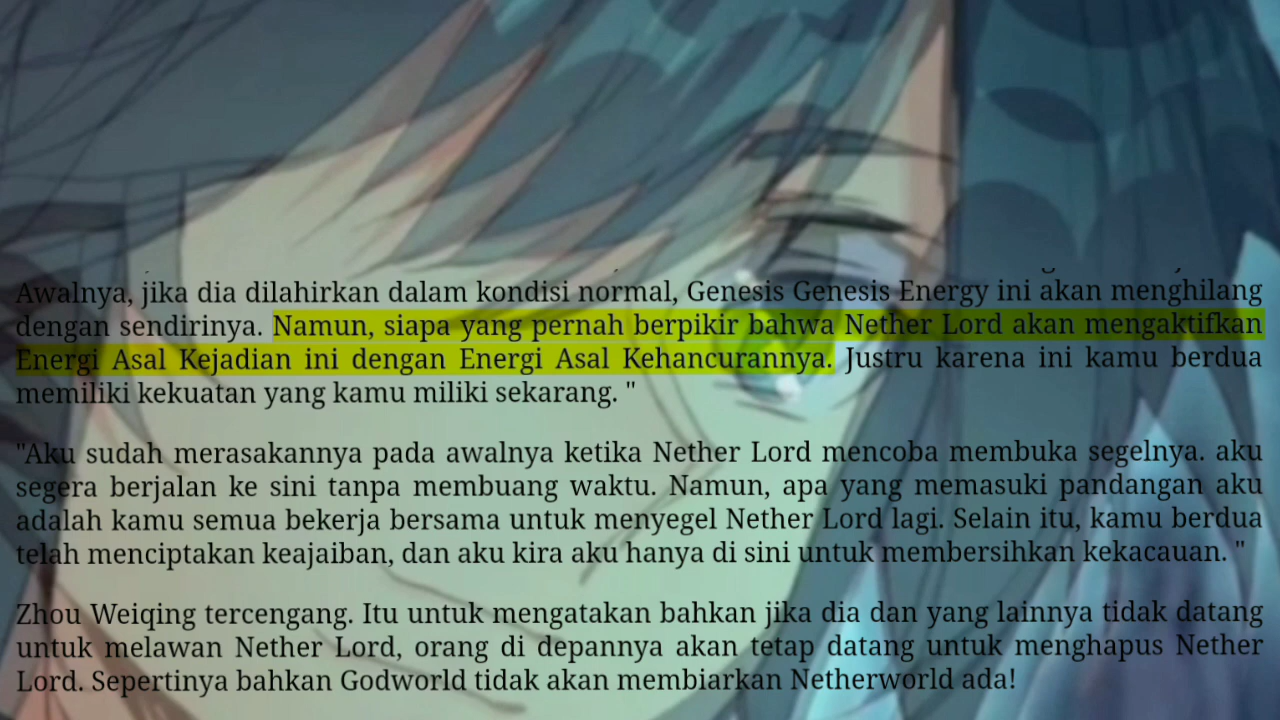 Awalnya, jika dia dilahirkan dalam kondisi normal, Genesis Genesis Energy ini akan menghilang
dengan sendirinya. Namun, siapa yang pernah berpikir bahwa Nether Lord akan mengaktifkan
Energi Asal Kejadian ini dengan Energi Asal Kehancurannya. Justru karena ini kamu berdua
memiliki kekuatan yang kamu miliki sekarang. "
"Aku sudah merasakannya pada awalnya ketika Nether Lord mencoba membuka segelnya. aku
segera berjalan ke sini tanpa membuang waktu. Namun, apa yang memasuki pandangan aku
adalah kamu semua bekerja bersama untuk menyegel Nether Lord lagi. Selain itu, kamu berdua
telah menciptakan keajaiban, dan aku kira aku hanya di sini untuk membersihkan kekacauan. "
Zhou Weiqing tercengang. Itu untuk mengatakan bahkan jika dia dan yang lainnya tidak datang
untuk melawan Nether Lord, orang di depannya akan tetap datang untuk menghapus Nether
Lord. Sepertinya bahkan Godworld tidak akan membiarkan Netherworld ada!